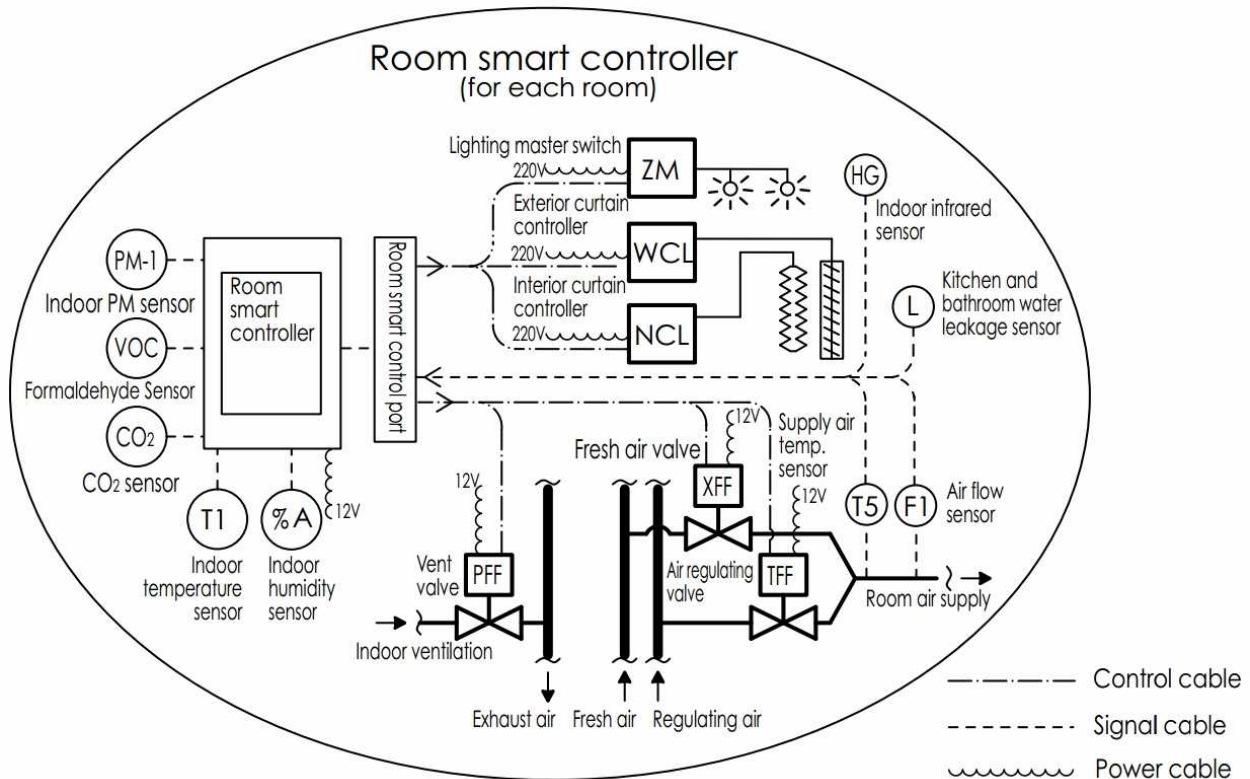 Room smart controller
(for each room)
Lighting master switch
220V
ZM
Exterior curtain
controller
220V
WCL
Interior curtain
controller
220V
NCL
HG
Indoor infrared
sensor
L
Kitchen and
bathroom water
leakage sensor
PM-1
Indoor PM sensor
VOC
Formaldehyde Sensor
CO2
CO2 sensor
Room
smart
controller
Room smart control port
T1
Indoor
temperature
sensor
%A
Indoor
humidity
sensor
12V
12V
Vent
valve
PFF
Indoor ventilation
Exhaust air
Fresh air valve
12V
XFF
Supply air
temp.
sensor
12V
Air regulating
valve
TFF
T5
F1
Air flow
sensor
Room air supply
Fresh air
Regulating air
Control cable
Signal cable
Power cable